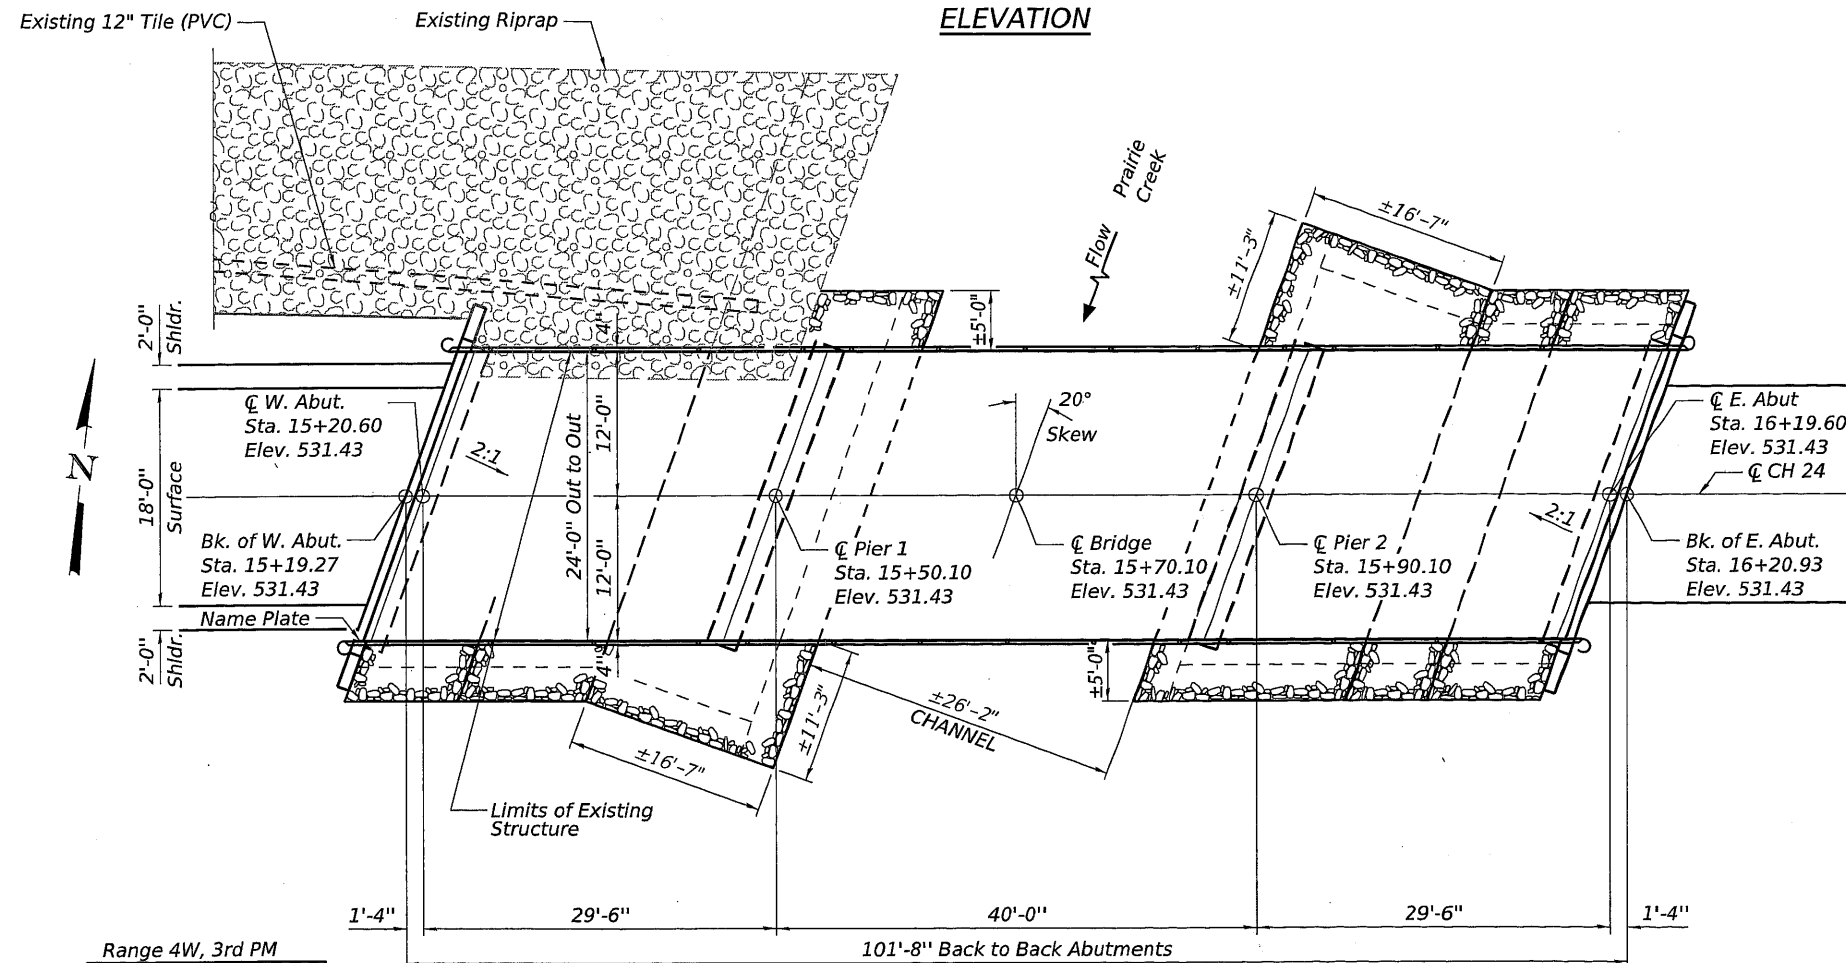 ELEVATION
Existing 12" Tile (PVC)
Existing Riprap
Prairie
Creek
Flow
±16'-7"
±11'-3"
±5'-0"
4"
2'-0"
Shldr.
℄ W. Abut.
Sta. 15+20.60
Elev. 531.43
2:1
12'-0"
24'-0" Out to Out
20°
Skew
℄ E. Abut
Sta. 16+19.60
Elev. 531.43
℄ CH 24
N
18'-0"
Surface
Bk. of W. Abut.
Sta. 15+19.27
Elev. 531.43
12'-0"
℄ Pier 1
Sta. 15+50.10
Elev. 531.43
℄ Bridge
Sta. 15+70.10
Elev. 531.43
℄ Pier 2
Sta. 15+90.10
Elev. 531.43
2:1
Bk. of E. Abut.
Sta. 16+20.93
Elev. 531.43
Name Plate
2'-0"
Shldr.
4"
±5'-0"
±11'-3"
±26'-2"
CHANNEL
±16'-7"
Limits of Existing
Structure
1'-4"
29'-6"
40'-0"
29'-6"
1'-4"
Range 4W, 3rd PM
101'-8" Back to Back Abutments